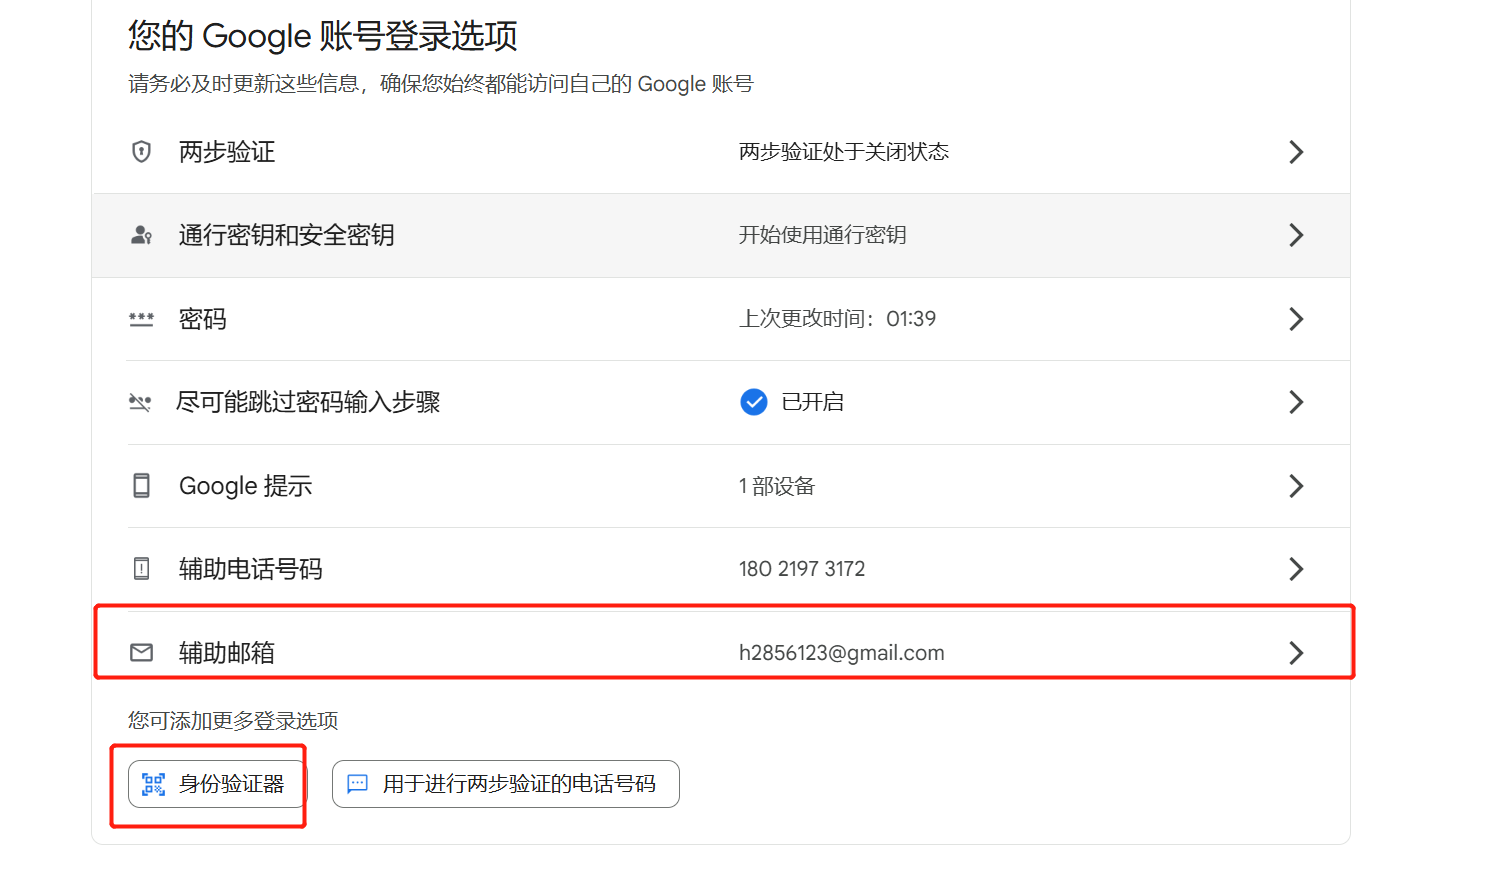 您的 Google 账号登录选项
请务必及时更新这些信息，确保您始终都能访问自己的 Google 账号
两步验证 两步验证处于关闭状态
通行密钥和安全密钥 开始使用通行密钥
密码 上次更改时间：01:39
尽可能跳过密码输入步骤 已开启
Google 提示 1 部设备
辅助电话号码 180 2197 3172
辅助邮箱 h2856123@gmail.com
您可添加更多登录选项
身份验证器 用于进行两步验证的电话号码